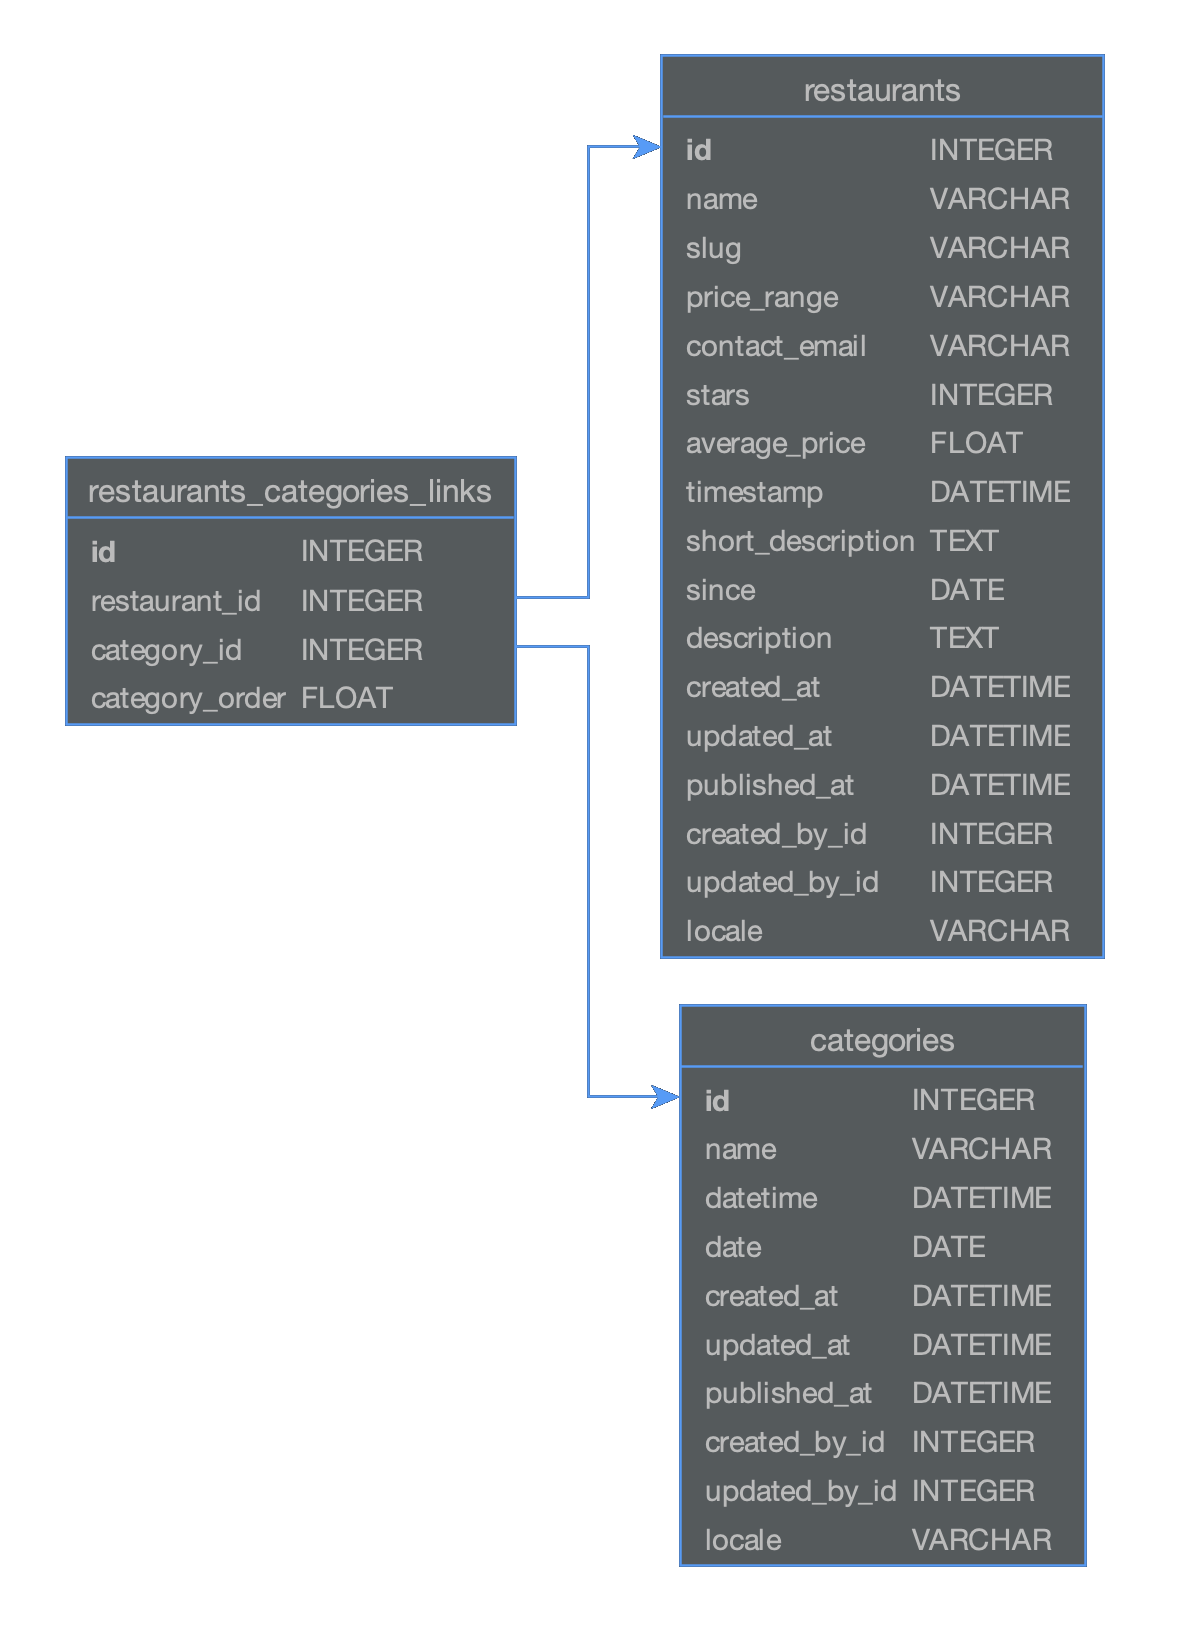 restaurants
id INTEGER
name VARCHAR
slug VARCHAR
price_range VARCHAR
contact_email VARCHAR
stars INTEGER
average_price FLOAT
timestamp DATETIME
short_description TEXT
since DATE
description TEXT
created_at DATETIME
updated_at DATETIME
published_at DATETIME
created_by_id INTEGER
updated_by_id INTEGER
locale VARCHAR
restaurants_categories_links
id INTEGER
restaurant_id INTEGER
category_id INTEGER
category_order FLOAT
categories
id INTEGER
name VARCHAR
datetime DATETIME
date DATE
created_at DATETIME
updated_at DATETIME
published_at DATETIME
created_by_id INTEGER
updated_by_id INTEGER
locale VARCHAR